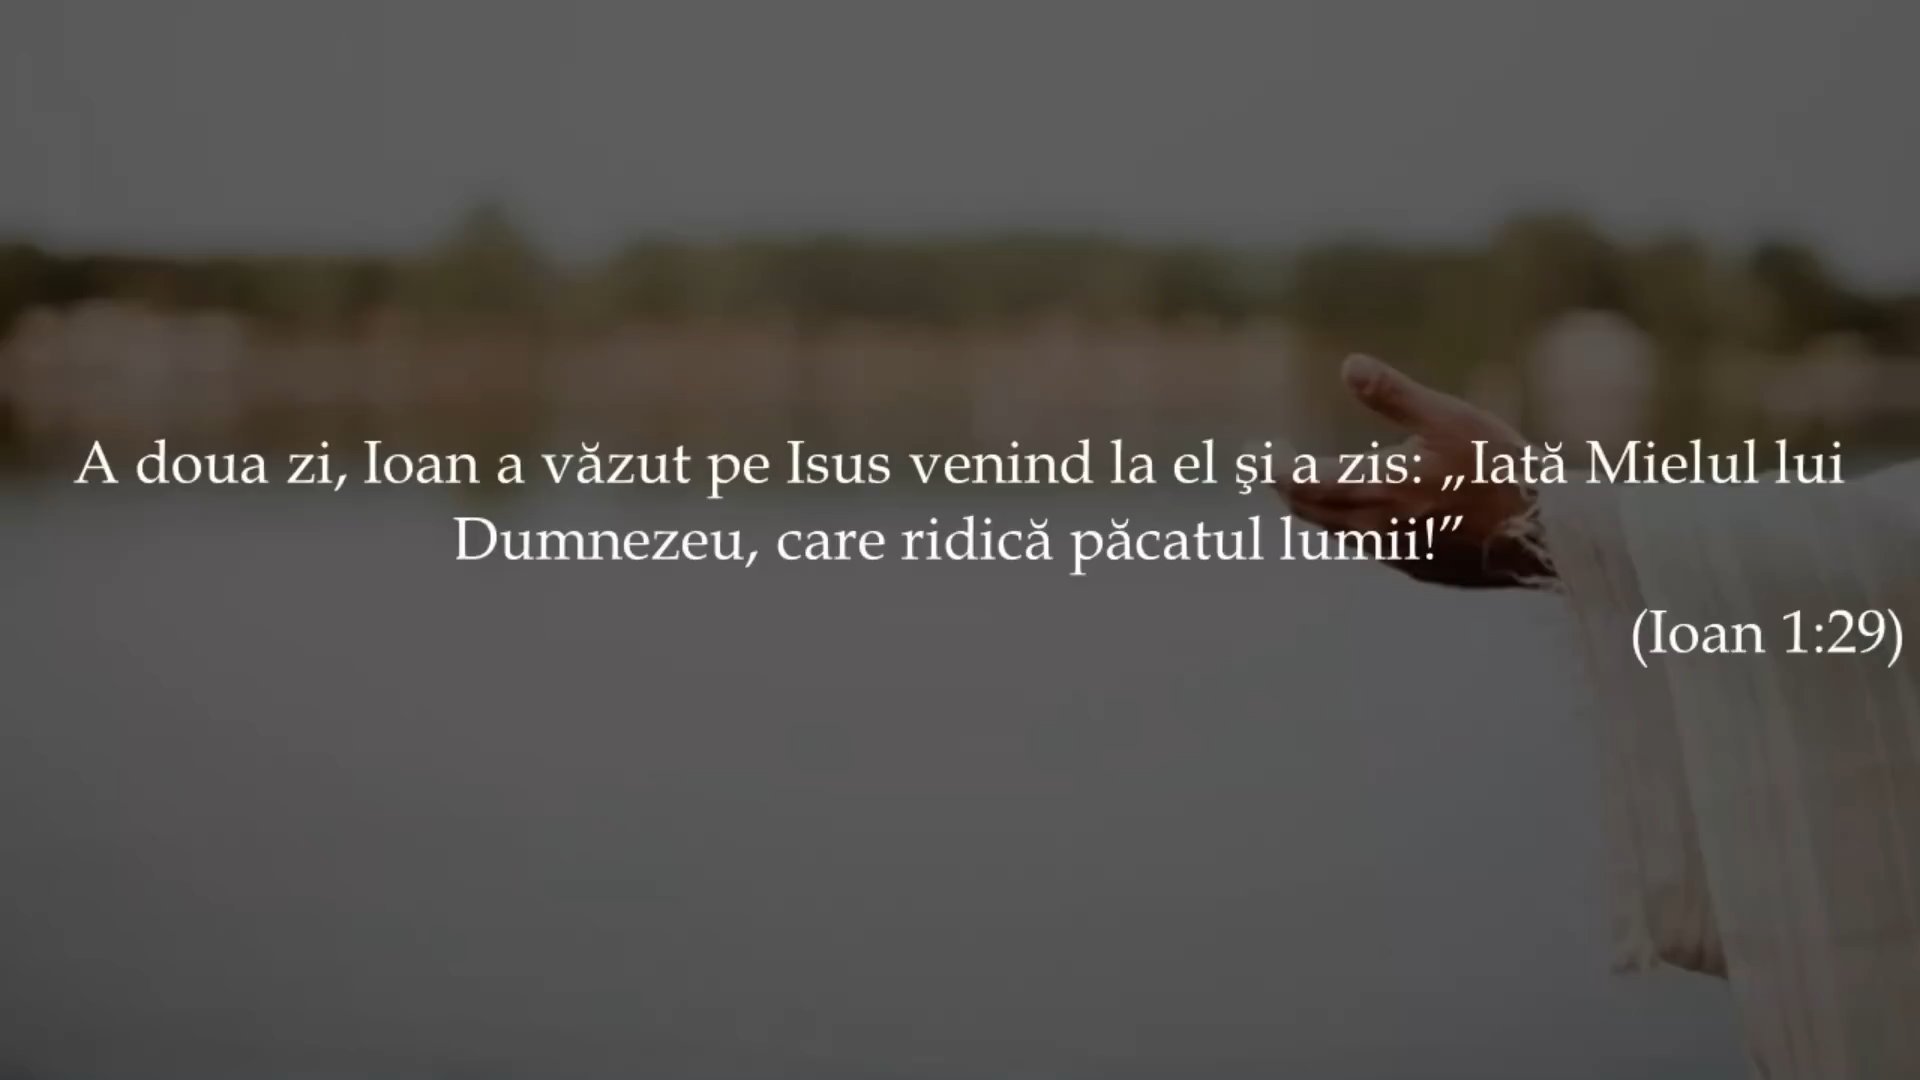 A doua zi, Ioan a văzut pe Isus venind la el şi a zis: „Iată Mielul lui
Dumnezeu, care ridică păcatul lumii!”
(Ioan 1:29)